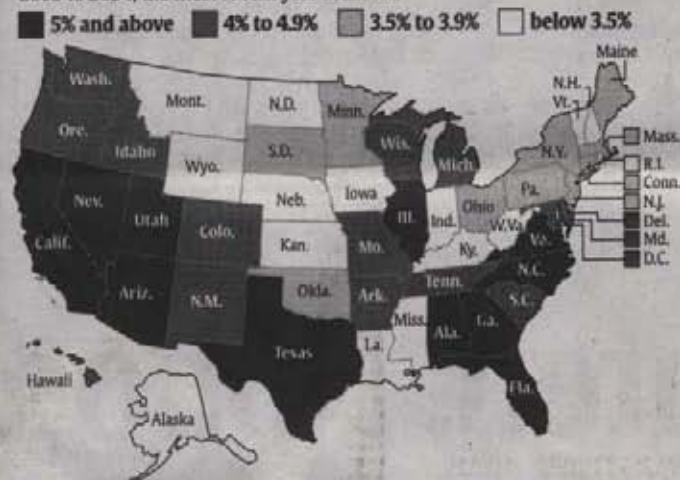 5% and above 4% to 4.9% 3.5% to 3.9% below 3.5%
Maine
Wash.
N.H.
Mont.
N.D.
Vt.
Minn.
Ore.
Mass.
Idaho
Wis.
S.D.
N.Y.
R.I.
Wyo.
Mich.
Conn.
Pa.
N.J.
Iowa
Neb.
Nev.
Ohio
Utah
Ill.
Ind.
Del.
W.Va.
Va.
Md.
Colo.
Calif.
Kan.
Mo.
Ky.
D.C.
N.C.
Tenn.
Okla.
Ariz.
N.M.
Ark.
S.C.
Miss.
Ala.
Ga.
La.
Texas
Hawaii
Fla.
Alaska